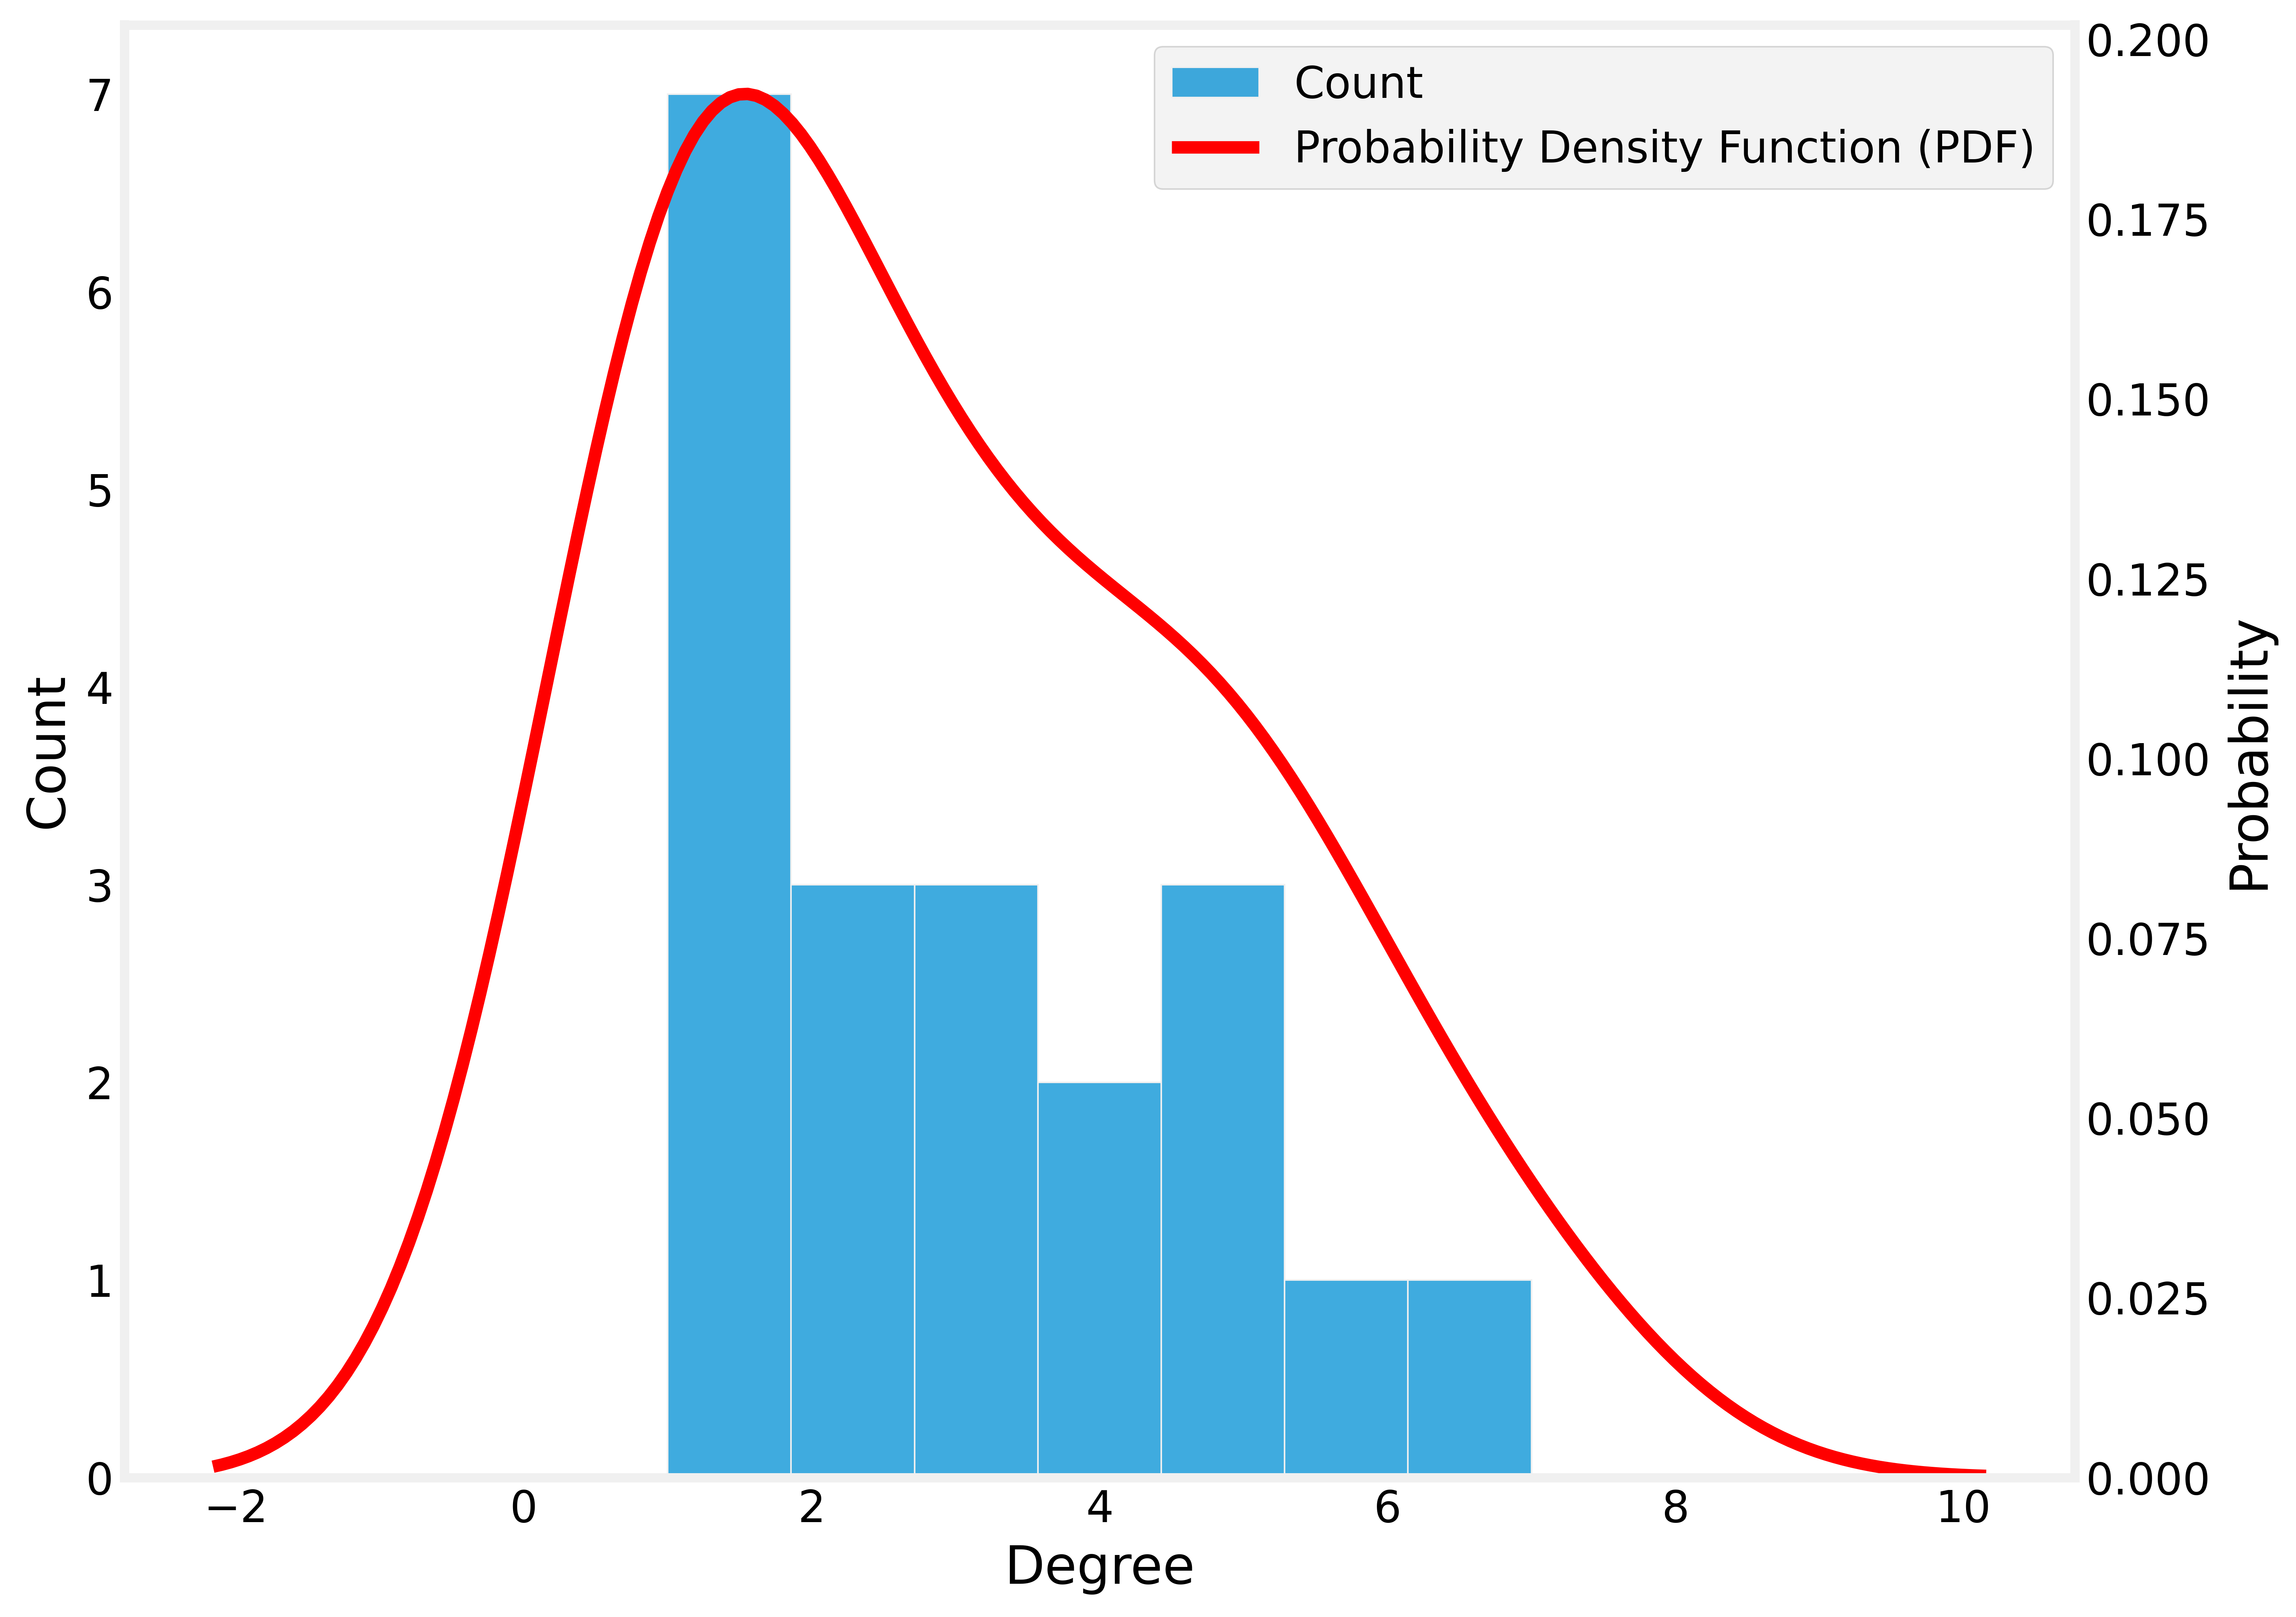 Count
Probability Density Function (PDF)
7
6
5
4
3
2
1
0
Count
0.200
0.175
0.150
0.125
0.100
0.075
0.050
0.025
0.000
Probability
−2 0 2 4 6 8 10
Degree